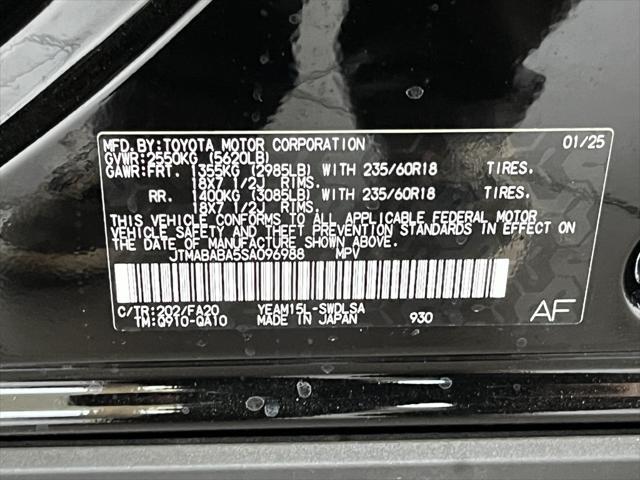 MFD.BY:TOYOTA MOTOR CORPORATION 01/25
GVWR:2550KG (5620LB)
GAWR:FRT. 1355KG (2985LB) WITH 235/60R18 TIRES.
18X7 1/2J RIMS.
RR. 1400KG (3085LB) WITH 235/60R18 TIRES.
18X7 1/2J RIMS.
THIS VEHICLE CONFORMS TO ALL APPLICABLE FEDERAL MOTOR
VEHICLE SAFETY AND THEFT PREVENTION STANDARDS IN EFFECT ON
THE DATE OF MANUFACTURE SHOWN ABOVE.
JTMABABA5SA096988 MPV
C/TR:202/FA20 YEAM15L-SWDLSA
TM:Q910-QA10 MADE IN JAPAN 930
AF